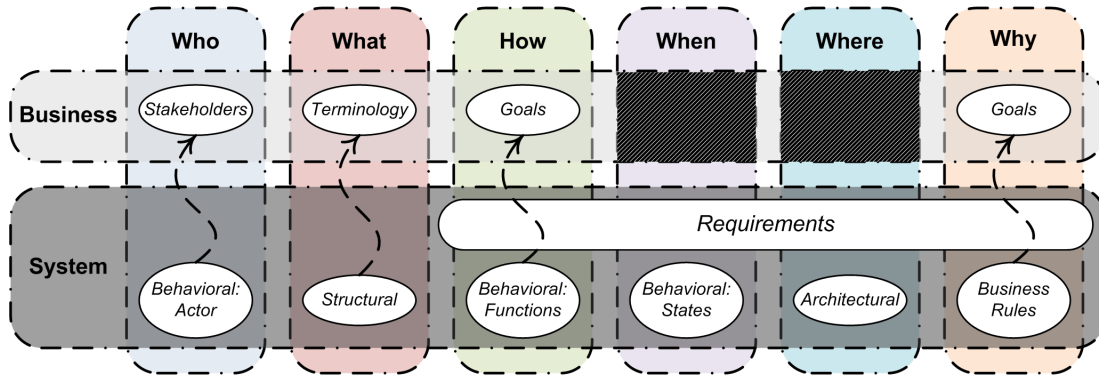 Who What How When Where Why
Business Stakeholders Terminology Goals Goals
Requirements
System
Behavioral: Actor
Structural
Behavioral: Functions
Behavioral: States
Architectural
Business Rules